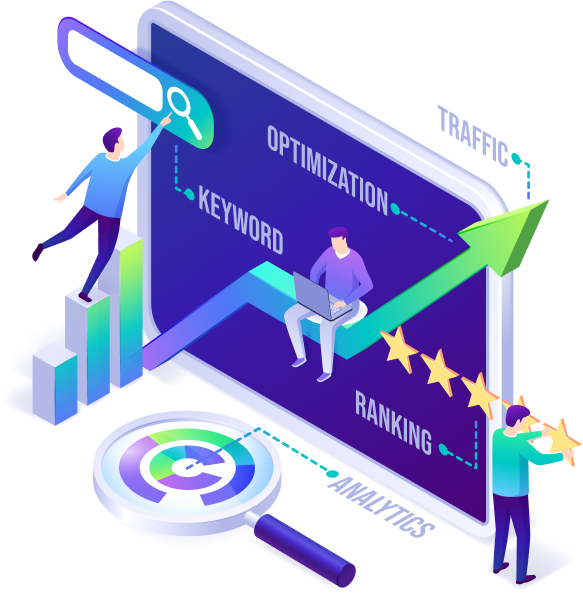 TRAFFIC
OPTIMIZATION
KEYWORD
RANKING
ANALYTICS